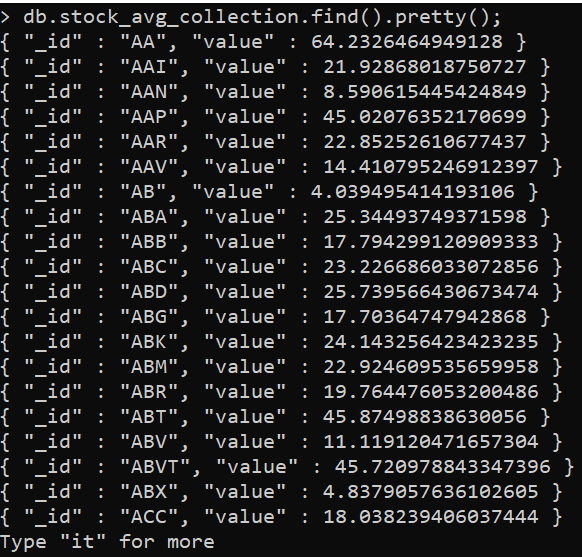 > db.stock_avg_collection.find().pretty();
{ "_id" : "AA", "value" : 64.2326464949128 }
{ "_id" : "AAI", "value" : 21.92868018750727 }
{ "_id" : "AAN", "value" : 8.590615445424849 }
{ "_id" : "AAP", "value" : 45.02076352170699 }
{ "_id" : "AAR", "value" : 22.85252610677437 }
{ "_id" : "AAV", "value" : 14.410795246912397 }
{ "_id" : "AB", "value" : 4.039495414193106 }
{ "_id" : "ABA", "value" : 25.34493749371598 }
{ "_id" : "ABB", "value" : 17.794299120909333 }
{ "_id" : "ABC", "value" : 23.226686033072856 }
{ "_id" : "ABD", "value" : 25.739566430673474 }
{ "_id" : "ABG", "value" : 17.70364747942868 }
{ "_id" : "ABK", "value" : 24.143256423423235 }
{ "_id" : "ABM", "value" : 22.924609535659958 }
{ "_id" : "ABR", "value" : 19.764476053200486 }
{ "_id" : "ABT", "value" : 45.87498838630056 }
{ "_id" : "ABV", "value" : 11.119120471657304 }
{ "_id" : "ABVT", "value" : 45.720978843347396 }
{ "_id" : "ABX", "value" : 4.8379057636102605 }
{ "_id" : "ACC", "value" : 18.038239406037444 }
Type "it" for more